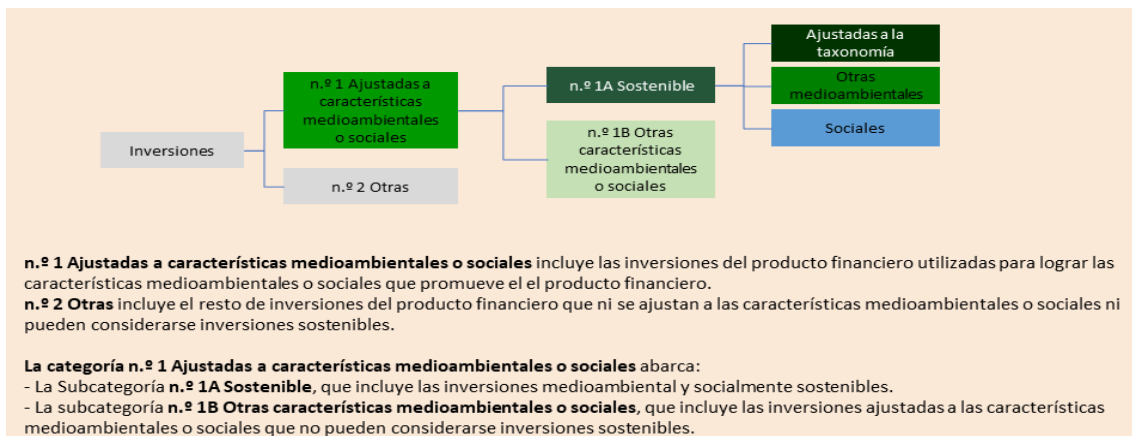 Ajustadas a la
taxonomía
n.º 1 Ajustadas a
características
medioambientales
o sociales
n.º 1A Sostenible
Otras
medioambientales
Sociales
Inversiones
n.º 1B Otras
características
medioambientales
o sociales
n.º 2 Otras
n.º 1 Ajustadas a características medioambientales o sociales incluye las inversiones del producto financiero utilizadas para lograr las
características medioambientales o sociales que promueve el el producto financiero.
n.º 2 Otras incluye el resto de inversiones del producto financiero que ni se ajustan a las características medioambientales o sociales ni
pueden considerarse inversiones sostenibles.
La categoría n.º 1 Ajustadas a características medioambientales o sociales abarca:
- La Subcategoría n.º 1A Sostenible, que incluye las inversiones medioambiental y socialmente sostenibles.
- La subcategoría n.º 1B Otras características medioambientales o sociales, que incluye las inversiones ajustadas a las características
medioambientales o sociales que no pueden considerarse inversiones sostenibles.